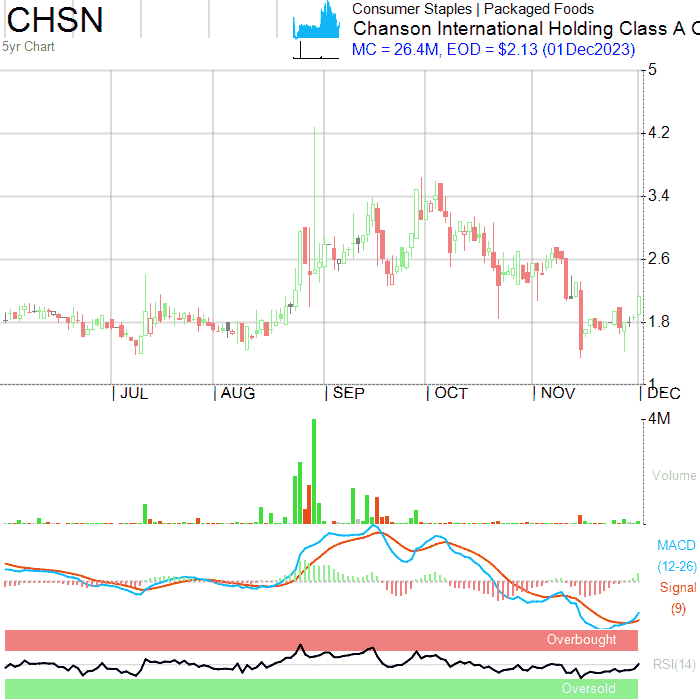 CHSN
5yr Chart
Consumer Staples | Packaged Foods
Chanson International Holding Class A O
MC = 26.4M, EOD = $2.13 (01Dec2023)
5
4.2
3.4
2.6
1.8
1
JUL AUG SEP OCT NOV DEC
4M
Volume
MACD
(12-26)
Signal
(9)
Overbought
RSI(14)
Oversold